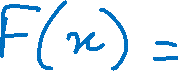 F(x) =